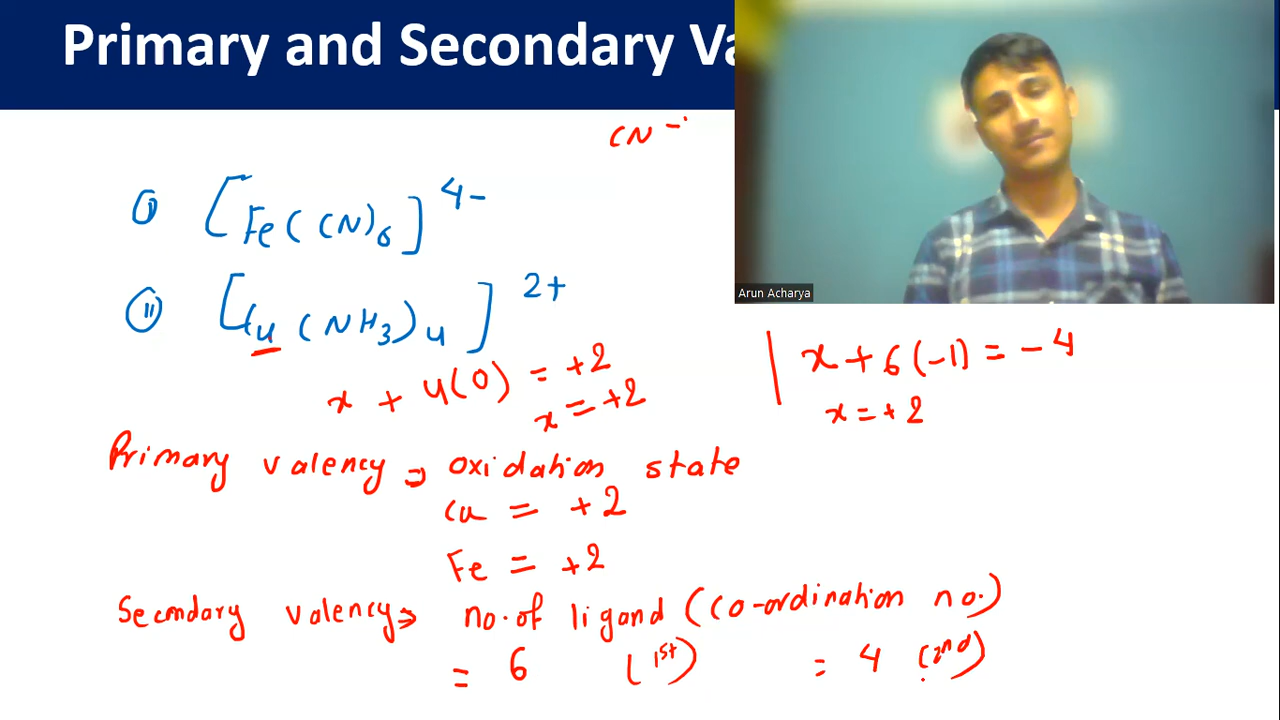 Primary and Secondary Va
CN -
(i) [Fe(CN)6]4-
(ii) [Cu(NH3)4]2+
Arun Acharya
x + 4(0) = +2
x = +2
x + 6(-1) = -4
x = +2
Primary valency => oxidation state
Cu = +2
Fe = +2
Secondary valency => no. of ligand (co-ordination no.)
= 6 (1st) = 4 (2nd)